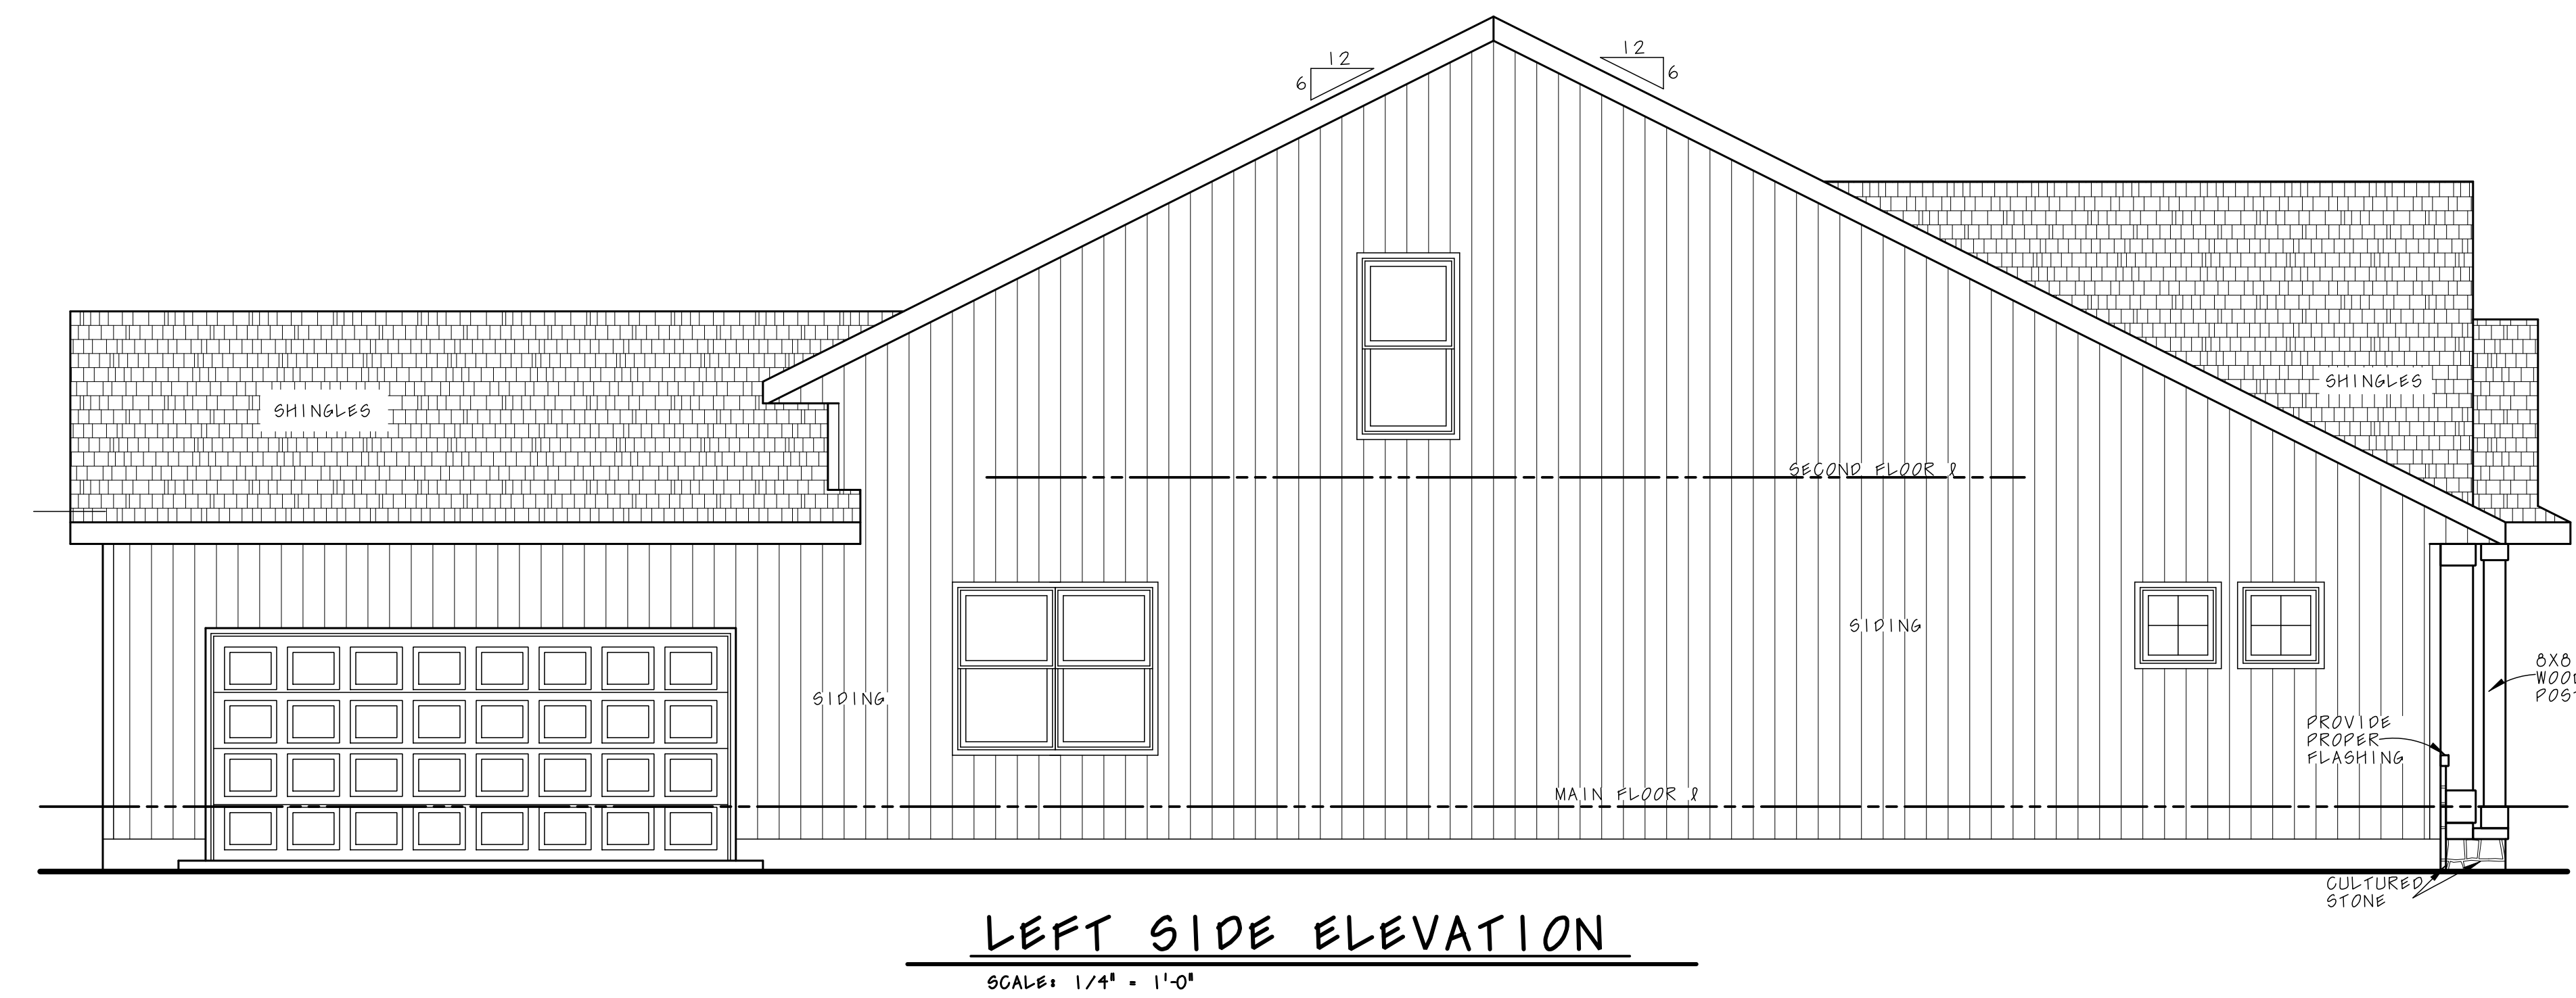 12
6
12
6
SHINGLES
SHINGLES
SECOND FLOOR
SIDING
SIDING
8X8
PROVIDE
PROPER
FLASHING
MAIN FLOOR
CULTURED
STONE
LEFT SIDE ELEVATION
SCALE: 1/4" = 1'-0"